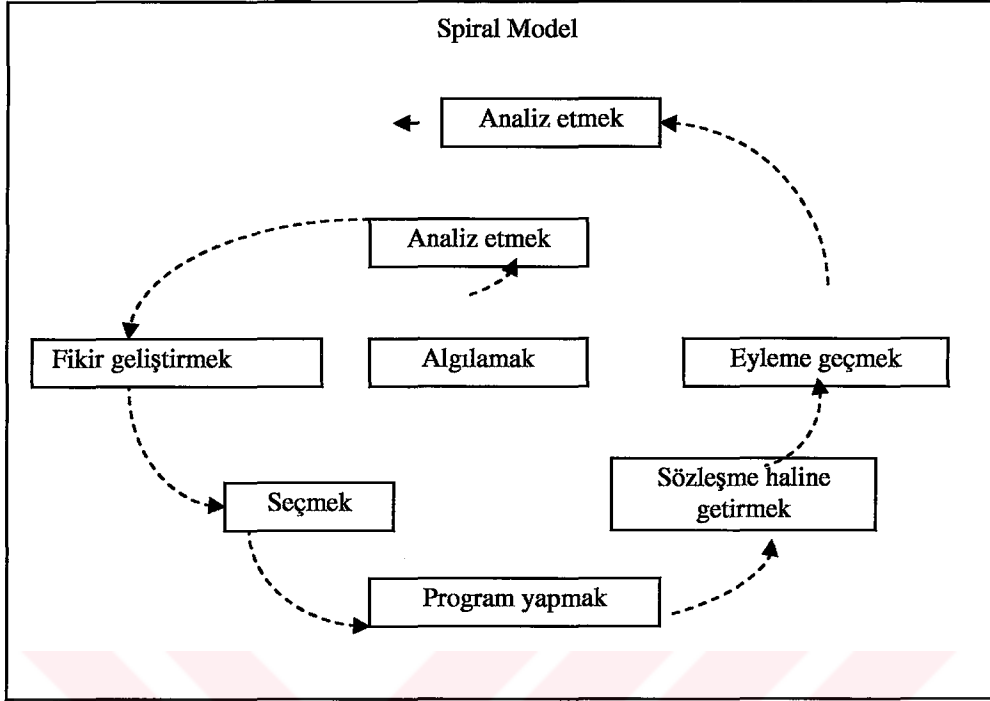 Spiral Model
Analiz etmek
Analiz etmek
Fikir geliştirmek
Algılamak
Eyleme geçmek
Seçmek
Sözleşme haline
getirmek
Program yapmak